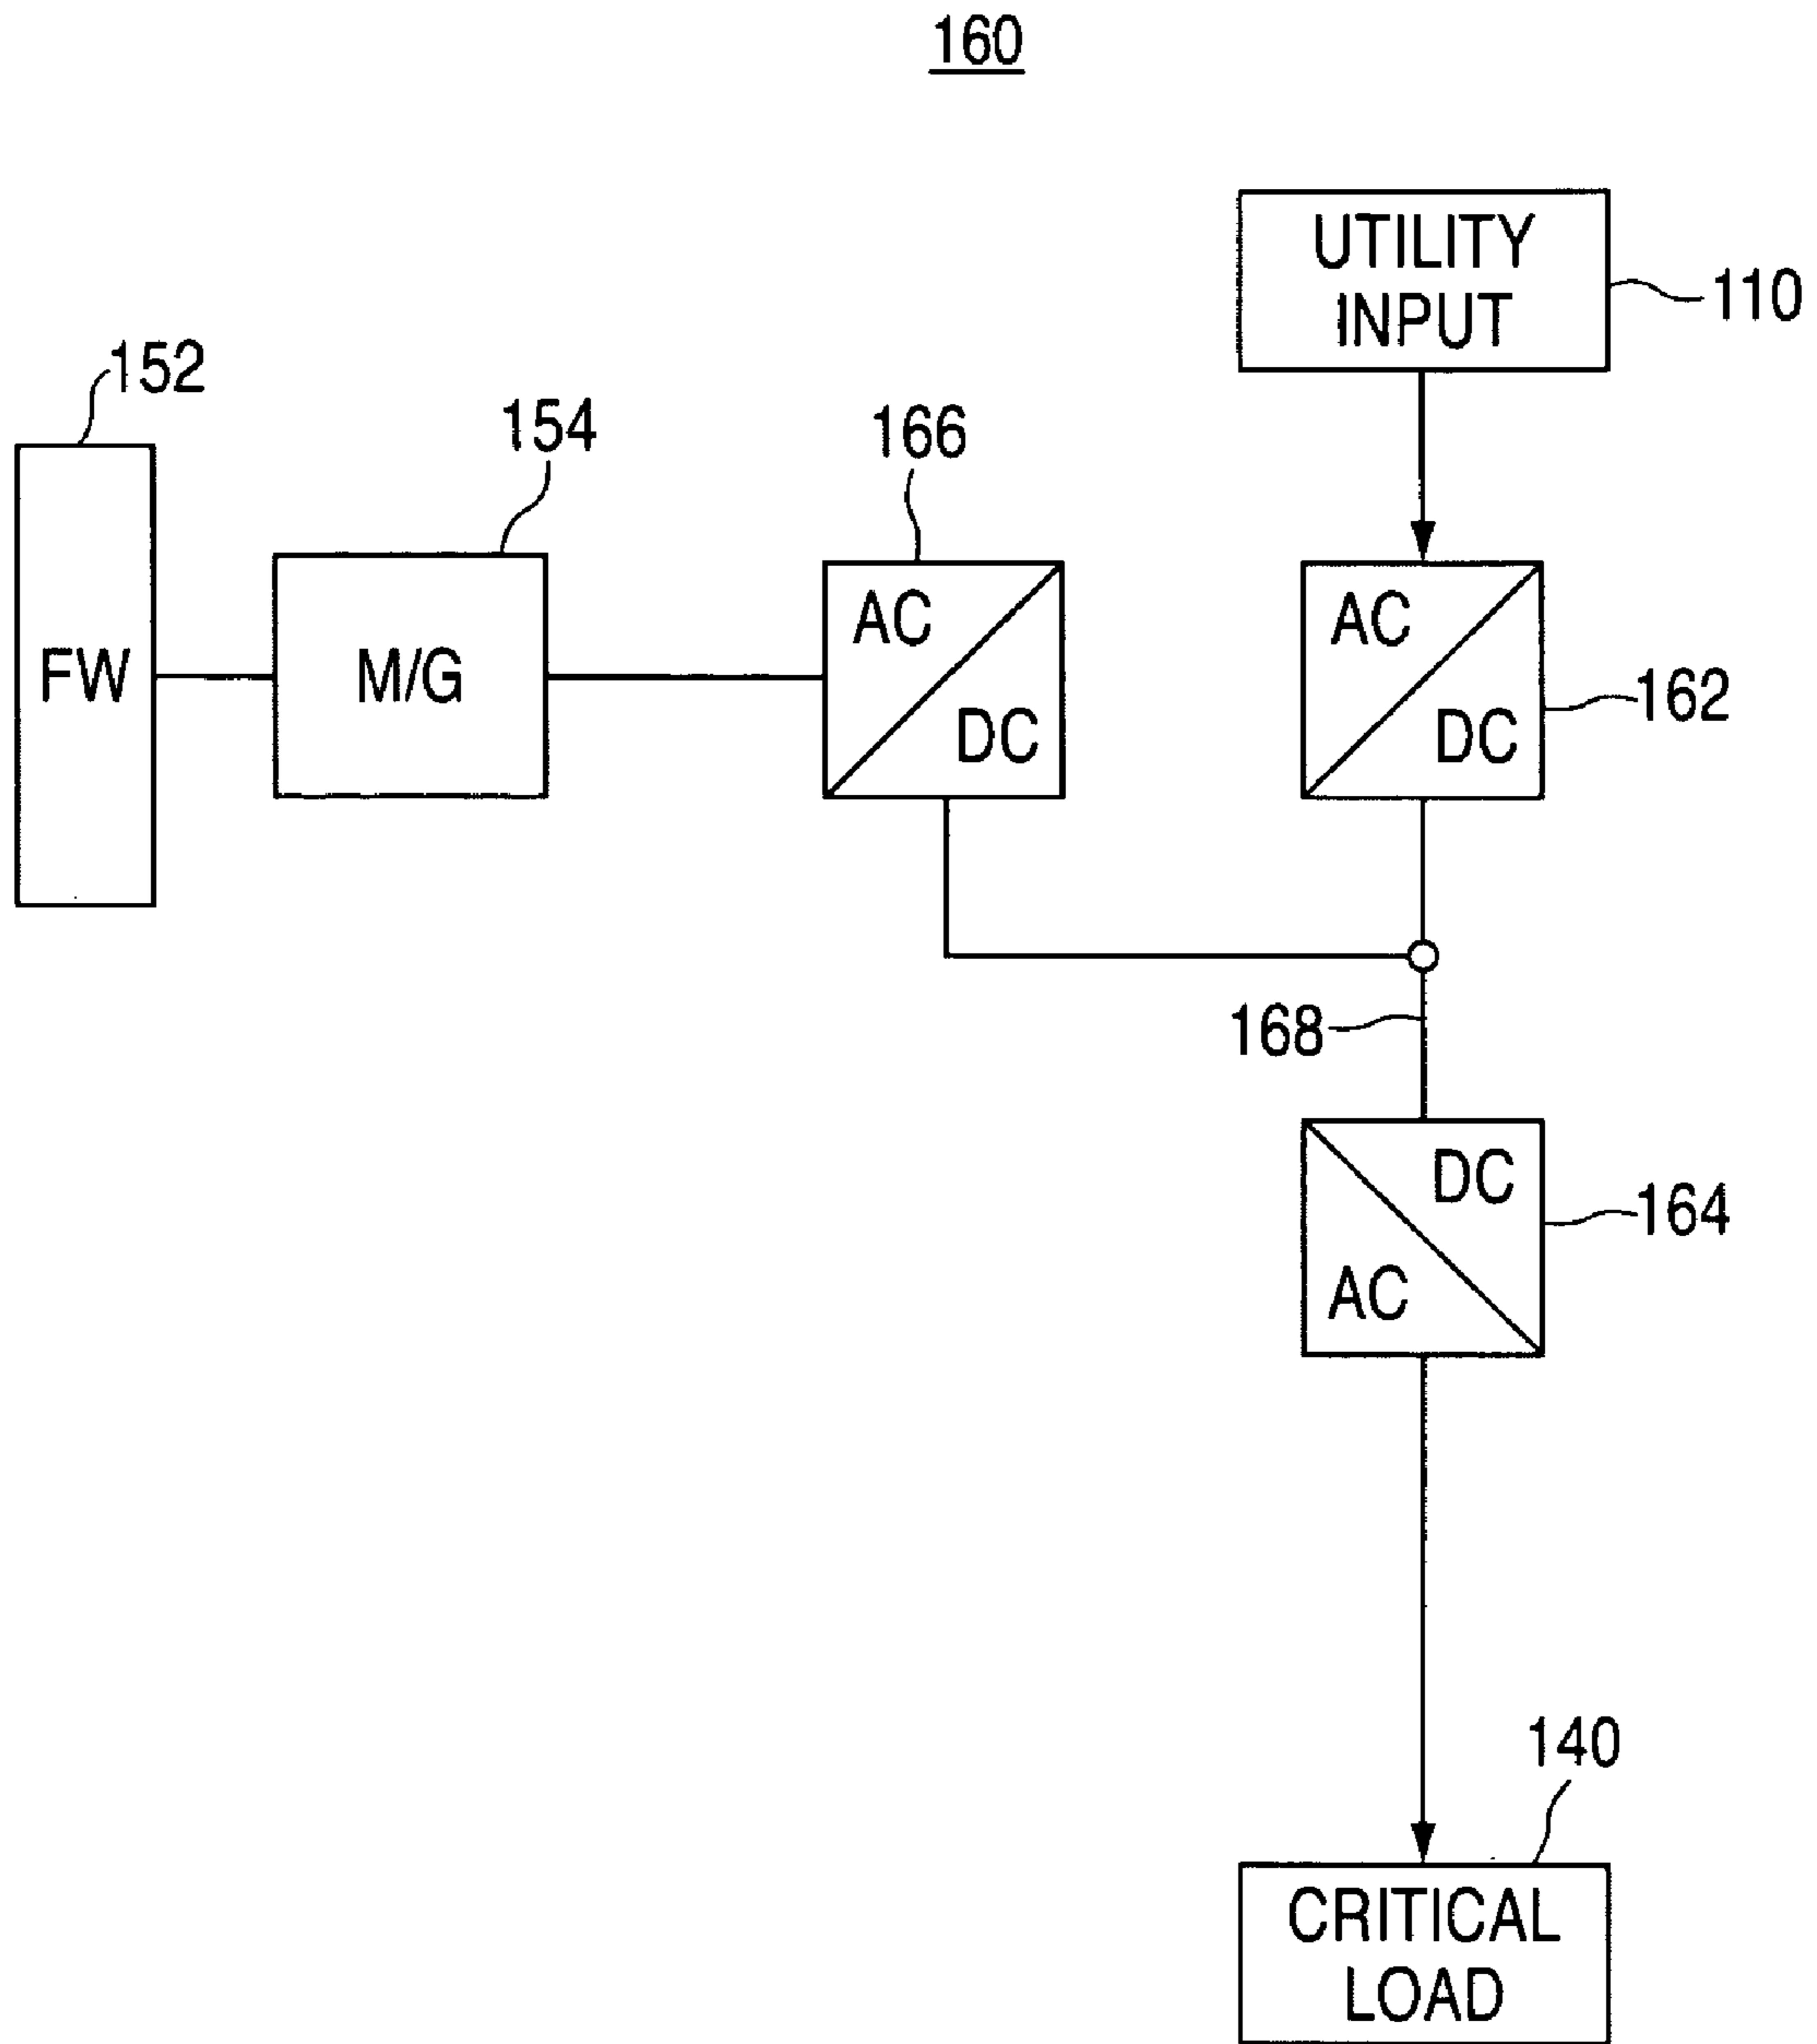 160
UTILITY
INPUT
110
152
154
166
FW
M/G
AC
DC
AC
DC
162
168
DC
AC
164
140
CRITICAL
LOAD